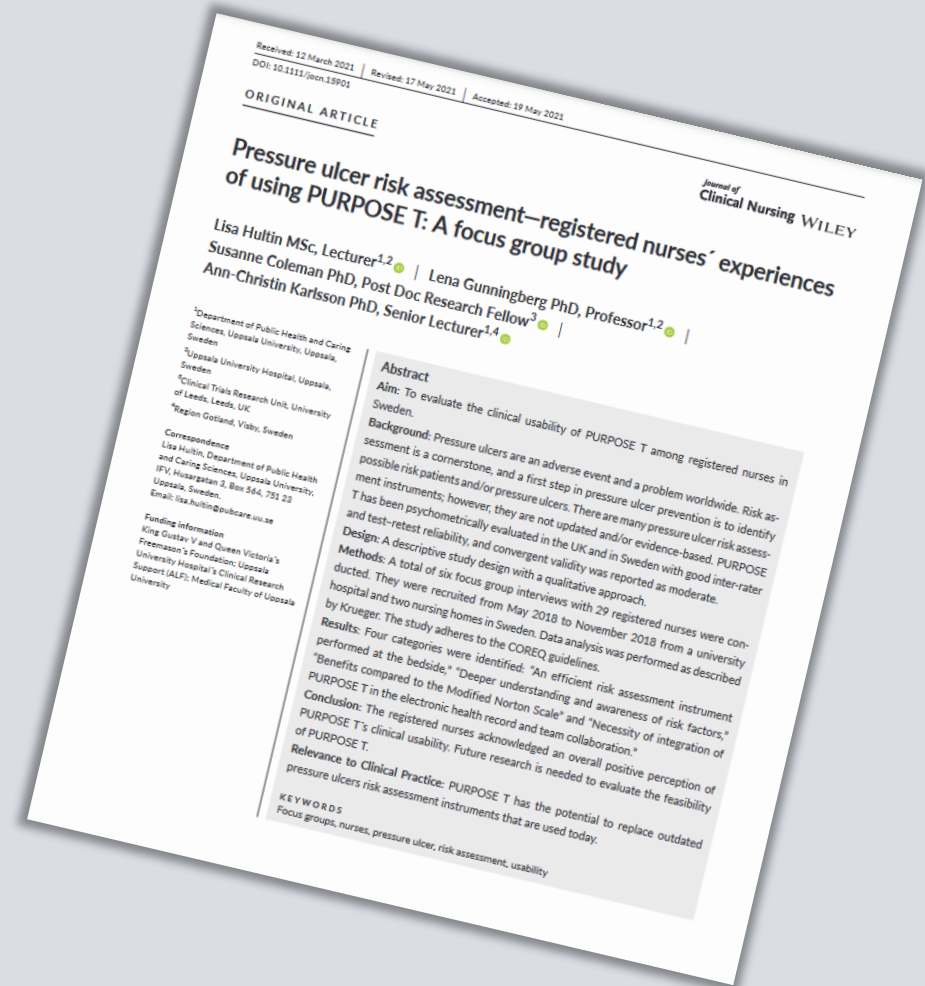 Received: 12 March 2021 | Revised: 17 May 2021 | Accepted: 19 May 2021
DOI: 10.1111/jocn.15901
ORIGINAL ARTICLE
Journal of
Clinical Nursing WILEY
Pressure ulcer risk assessment—registered nurses´ experiences
of using PURPOSE T: A focus group study
Lisa Hultin MSc, Lecturer1,2 | Lena Gunningberg PhD, Professor1,2 |
Susanne Coleman PhD, Post Doc Research Fellow3 |
Ann-Christin Karlsson PhD, Senior Lecturer1,4
1Department of Public Health and Caring
Sciences, Uppsala University, Uppsala,
Sweden
2Uppsala University Hospital, Uppsala,
Sweden
3Clinical Trials Research Unit, University
of Leeds, Leeds, UK
4Region Gotland, Visby, Sweden
Correspondence
Lisa Hultin, Department of Public Health
and Caring Sciences, Uppsala University,
IFV, Husargatan 3, Box 564, 751 23
Uppsala, Sweden.
Email: lisa.hultin@pubcare.uu.se
Funding information
King Gustav V and Queen Victoria's
Freemason's Foundation; Uppsala
University Hospital's Clinical Research
Support (ALF); Medical Faculty of Uppsala
University
Abstract
Aim: To evaluate the clinical usability of PURPOSE T among registered nurses in
Sweden.
Background: Pressure ulcers are an adverse event and a problem worldwide. Risk as-
sessment is a cornerstone, and a first step in pressure ulcer prevention is to identify
possible risk patients and/or pressure ulcers. There are many pressure ulcer risk assess-
ment instruments; however, they are not updated and/or evidence-based. PURPOSE
T has been psychometrically evaluated in the UK and in Sweden with good inter-rater
and test–retest reliability, and convergent validity was reported as moderate.
Design: A descriptive study design with a qualitative approach.
Methods: A total of six focus group interviews with 29 registered nurses were con-
ducted. They were recruited from May 2018 to November 2018 from a university
hospital and two nursing homes in Sweden. Data analysis was performed as described
by Krueger. The study adheres to the COREQ guidelines.
Results: Four categories were identified: "An efficient risk assessment instrument
performed at the bedside," "Deeper understanding and awareness of risk factors,"
"Benefits compared to the Modified Norton Scale" and "Necessity of integration of
PURPOSE T in the electronic health record and team collaboration."
Conclusion: The registered nurses acknowledged an overall positive perception of
PURPOSE T's clinical usability. Future research is needed to evaluate the feasibility
of PURPOSE T.
Relevance to Clinical Practice: PURPOSE T has the potential to replace outdated
pressure ulcers risk assessment instruments that are used today.
KEYWORDS
Focus groups, nurses, pressure ulcer, risk assessment, usability